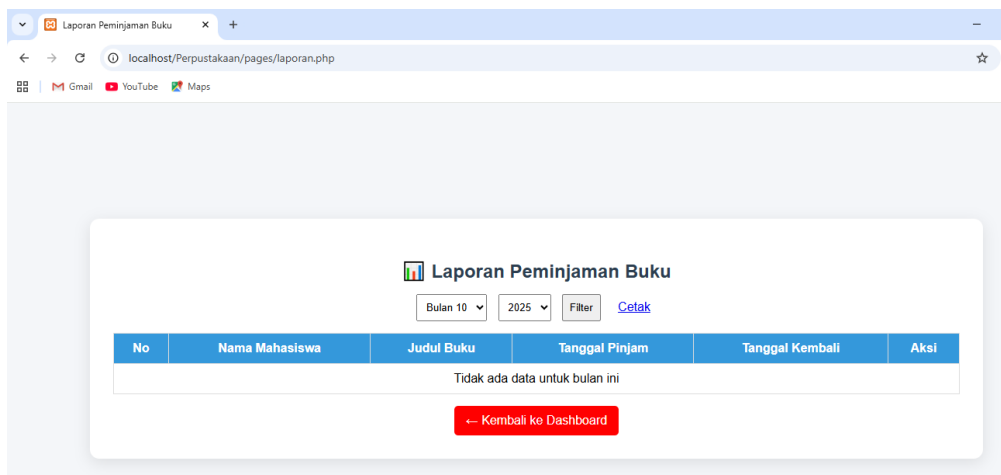 Laporan Peminjaman Buku
localhost/Perpustakaan/pages/laporan.php
Gmail YouTube Maps
Laporan Peminjaman Buku
Bulan 10 2025 Filter Cetak
No Nama Mahasiswa Judul Buku Tanggal Pinjam Tanggal Kembali Aksi
Tidak ada data untuk bulan ini
← Kembali ke Dashboard